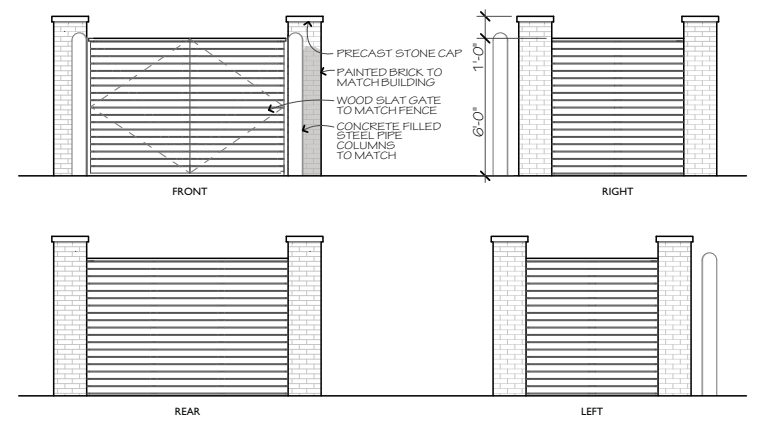 PRECAST STONE CAP
PAINTED BRICK TO
MATCH BUILDING
WOOD SLAT GATE
TO MATCH FENCE
CONCRETE FILLED
STEEL PIPE
COLUMNS
TO MATCH
1'-0"
6'-0"
FRONT
RIGHT
REAR
LEFT